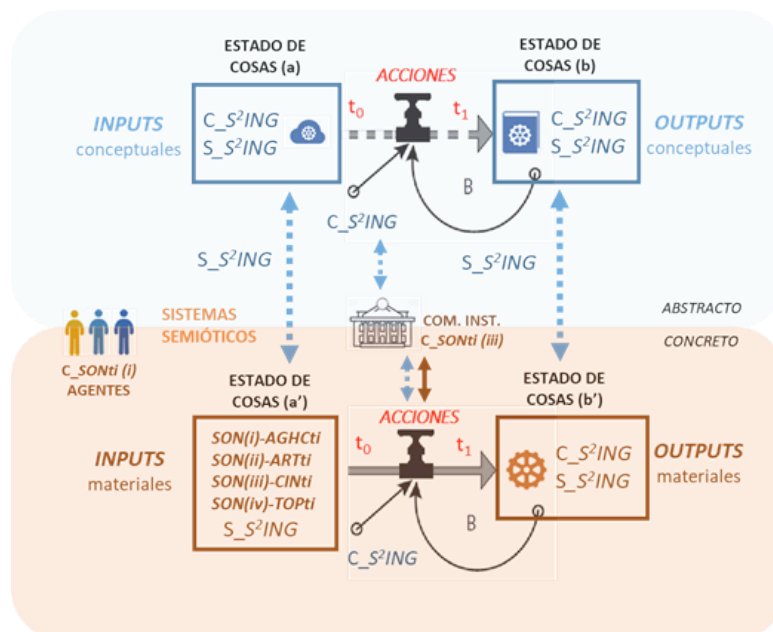 ESTADO DE
COSAS (a)
ESTADO DE
COSAS (b)
ACCIONES
INPUTS
conceptuales
C_S²ING
S_S²ING
t₀
t₁
C_S²ING
S_S²ING
OUTPUTS
conceptuales
B
C_S²ING
S_S²ING
S_S²ING
SISTEMAS
SEMIÓTICOS
COM. INST.
C_SONti (iii)
ABSTRACTO
CONCRETO
C_SONti (i)
AGENTES
ESTADO DE
COSAS (a’)
ESTADO DE
COSAS (b’)
ACCIONES
INPUTS
materiales
SON(i)-AGHCti
SON(ii)-ARTti
SON(iii)-CINti
SON(iv)-TOPti
S_S²ING
t₀
t₁
C_S²ING
S_S²ING
OUTPUTS
materiales
B
C_S²ING